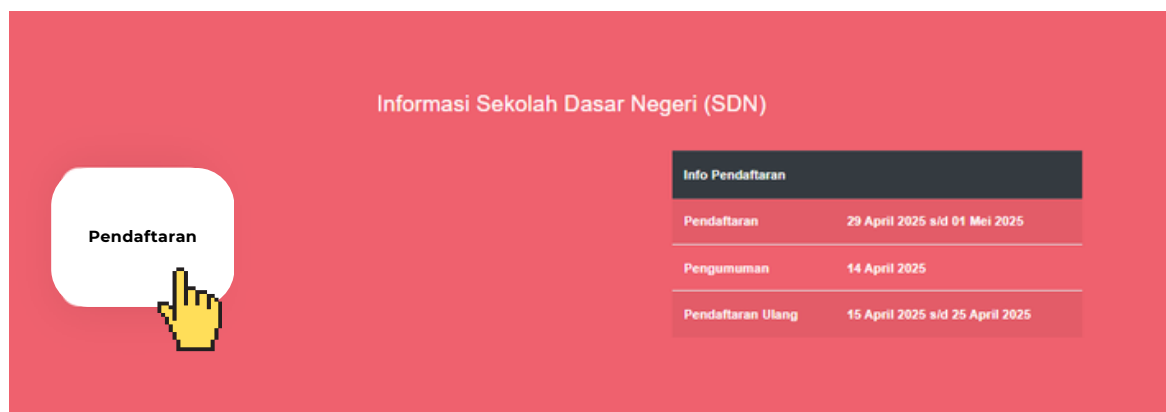 Informasi Sekolah Dasar Negeri (SDN)
Pendaftaran
Info Pendaftaran
Pendaftaran 29 April 2025 s/d 01 Mei 2025
Pengumuman 14 April 2025
Pendaftaran Ulang 15 April 2025 s/d 25 April 2025